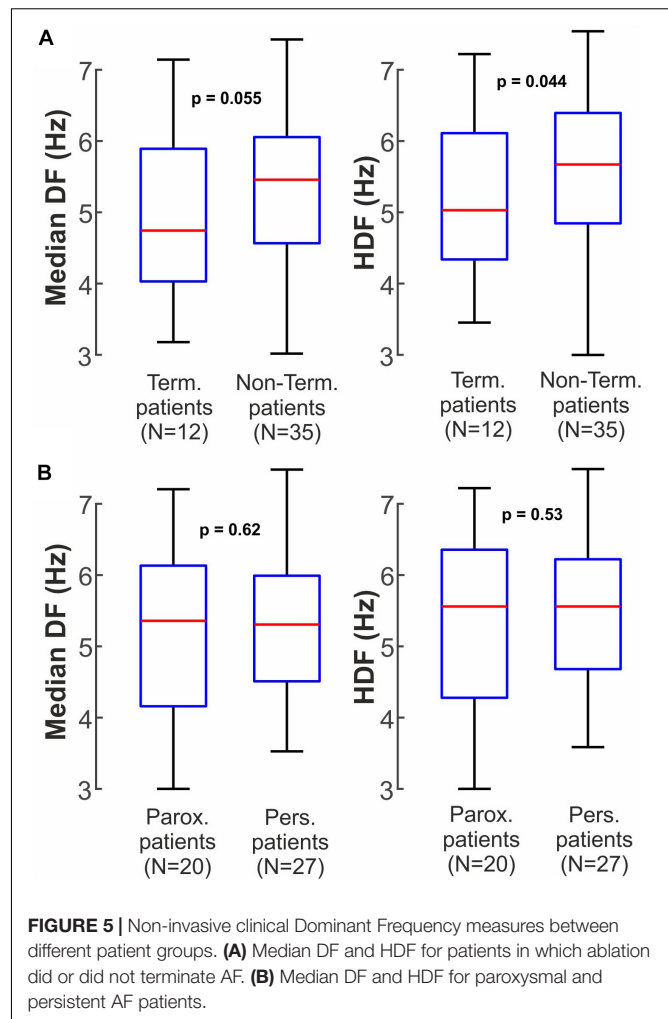 A
Median DF (Hz)
7
6
5
4
3
p = 0.055
Term.
patients
(N=12)
Non-Term.
patients
(N=35)
HDF (Hz)
7
6
5
4
3
p = 0.044
Term.
patients
(N=12)
Non-Term.
patients
(N=35)
B
Median DF (Hz)
7
6
5
4
3
p = 0.62
Parox.
patients
(N=20)
Pers.
patients
(N=27)
HDF (Hz)
7
6
5
4
3
p = 0.53
Parox.
patients
(N=20)
Pers.
patients
(N=27)
FIGURE 5 | Non-invasive clinical Dominant Frequency measures between
different patient groups. (A) Median DF and HDF for patients in which ablation
did or did not terminate AF. (B) Median DF and HDF for paroxysmal and
persistent AF patients.